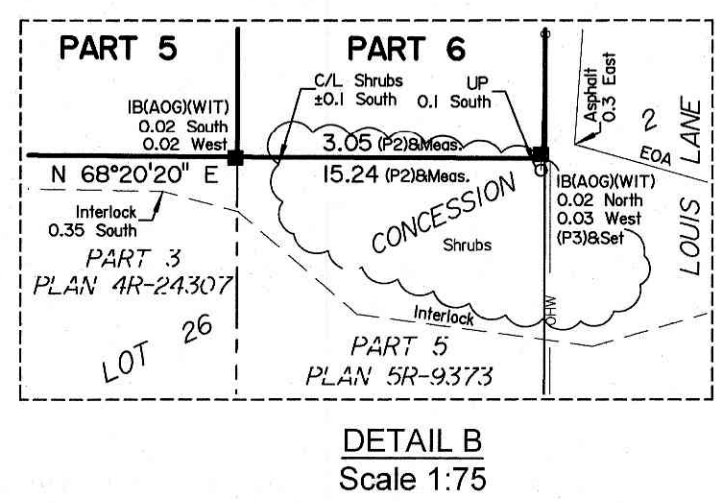 PART 5
PART 6
C/L Shrubs
±0.1 South
UP
0.1 South
Asphalt
0.3 East
2
EOA
LOUIS LANE
IB(AOG)(WIT)
0.02 South
0.02 West
3.05 (P2)&Meas.
N 68°20'20" E
15.24 (P2)&Meas.
IB(AOG)(WIT)
0.02 North
0.03 West
(P3)&Set
Interlock
0.35 South
CONCESSION
Shrubs
PART 3
PLAN 4R-24307
LOT 26
Interlock
OHW
PART 5
PLAN 5R-9373
DETAIL B
Scale 1:75